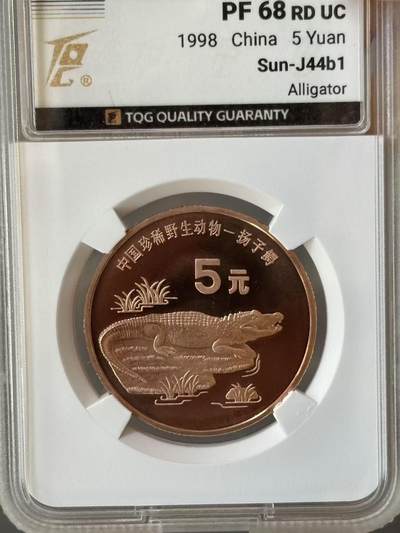 PF 68 RD UC
1998 China 5 Yuan
Sun-J44b1
Alligator
®
TQG QUALITY GUARANTY
中国珍稀野生动物—扬子鳄
5元